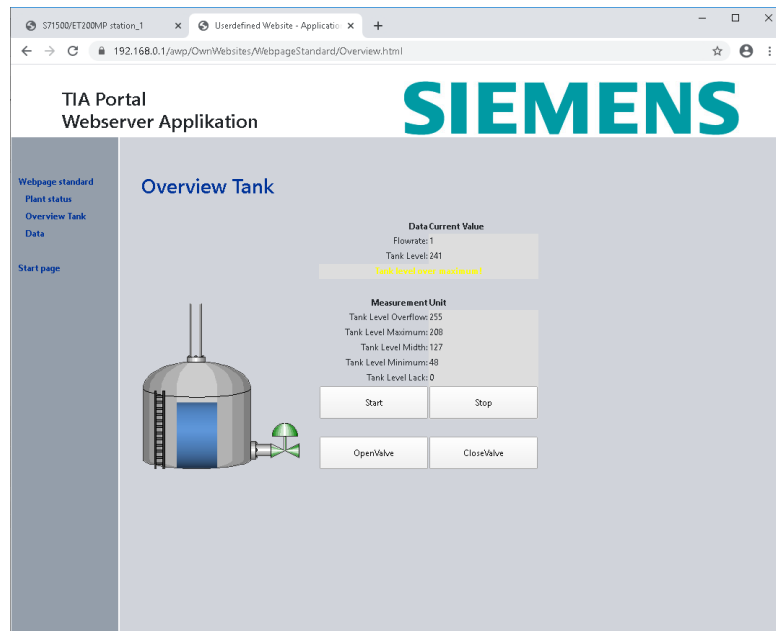 S71500/ET200MP station_1
Userdefined Website - Applicatio
192.168.0.1/awp/OwnWebsites/WebpageStandard/Overview.html
TIA Portal
Webserver Applikation
SIEMENS
Webpage standard
Plant status
Overview Tank
Data
Start page
Overview Tank
Data Current Value
Flowrate: 1
Tank Level: 241
Measurement Unit
Tank Level Overflow: 255
Tank Level Maximum: 208
Tank Level Midth: 127
Tank Level Minimum: 48
Tank Level Lack: 0
Start
Stop
OpenValve
CloseValve